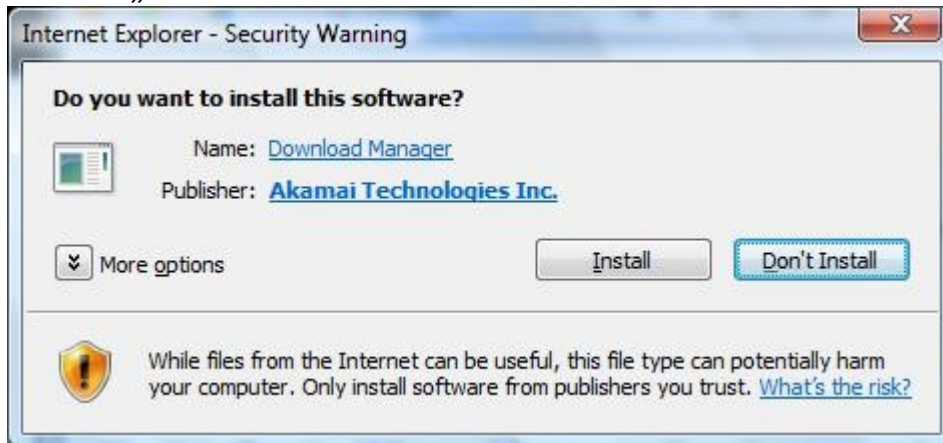 „
Internet Explorer - Security Warning
Do you want to install this software?
Name: Download Manager
Publisher: Akamai Technologies Inc.
More options
Install
Don't Install
While files from the Internet can be useful, this file type can potentially harm
your computer. Only install software from publishers you trust. What's the risk?